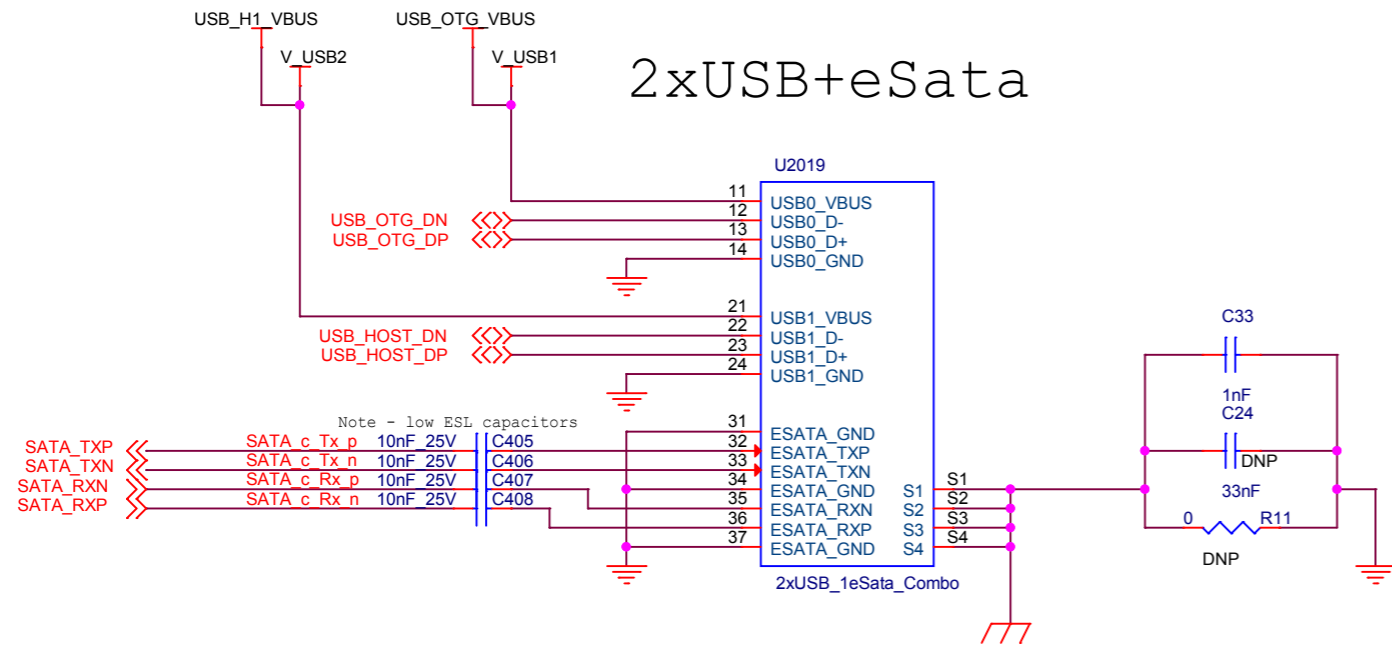 USB_H1_VBUS
USB_OTG_VBUS
V_USB2
V_USB1
2xUSB+eSata
U2019
11
USB0_VBUS
USB_OTG_DN
12
USB0_D-
USB_OTG_DP
13
USB0_D+
14
USB0_GND
21
USB1_VBUS
USB_HOST_DN
22
USB1_D-
USB_HOST_DP
23
USB1_D+
24
USB1_GND
Note - low ESL capacitors
31
ESATA_GND
SATA_TXP
SATA_c_Tx_p
10nF_25V
C405
32
ESATA_TXP
SATA_TXN
SATA_c_Tx_n
10nF_25V
C406
33
ESATA_TXN
SATA_RXN
SATA_c_Rx_p
10nF_25V
C407
34
ESATA_GND
SATA_RXP
SATA_c_Rx_n
10nF_25V
C408
35
ESATA_RXN
36
ESATA_RXP
37
ESATA_GND
S1
S1
S2
S2
S3
S3
S4
S4
2xUSB_1eSata_Combo
C33
1nF
C24
DNP
33nF
0
R11
DNP